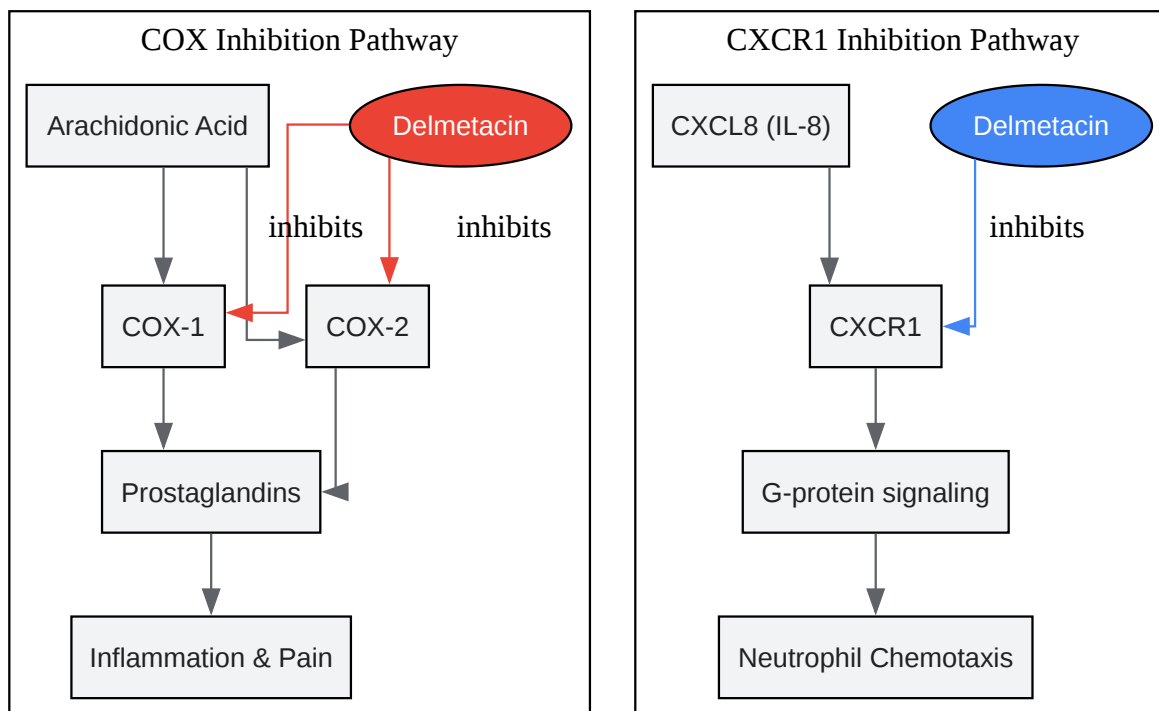 COX Inhibition Pathway
Arachidonic Acid
Delmetacin
inhibits
inhibits
COX-1
COX-2
Prostaglandins
Inflammation & Pain
CXCR1 Inhibition Pathway
CXCL8 (IL-8)
Delmetacin
inhibits
CXCR1
G-protein signaling
Neutrophil Chemotaxis